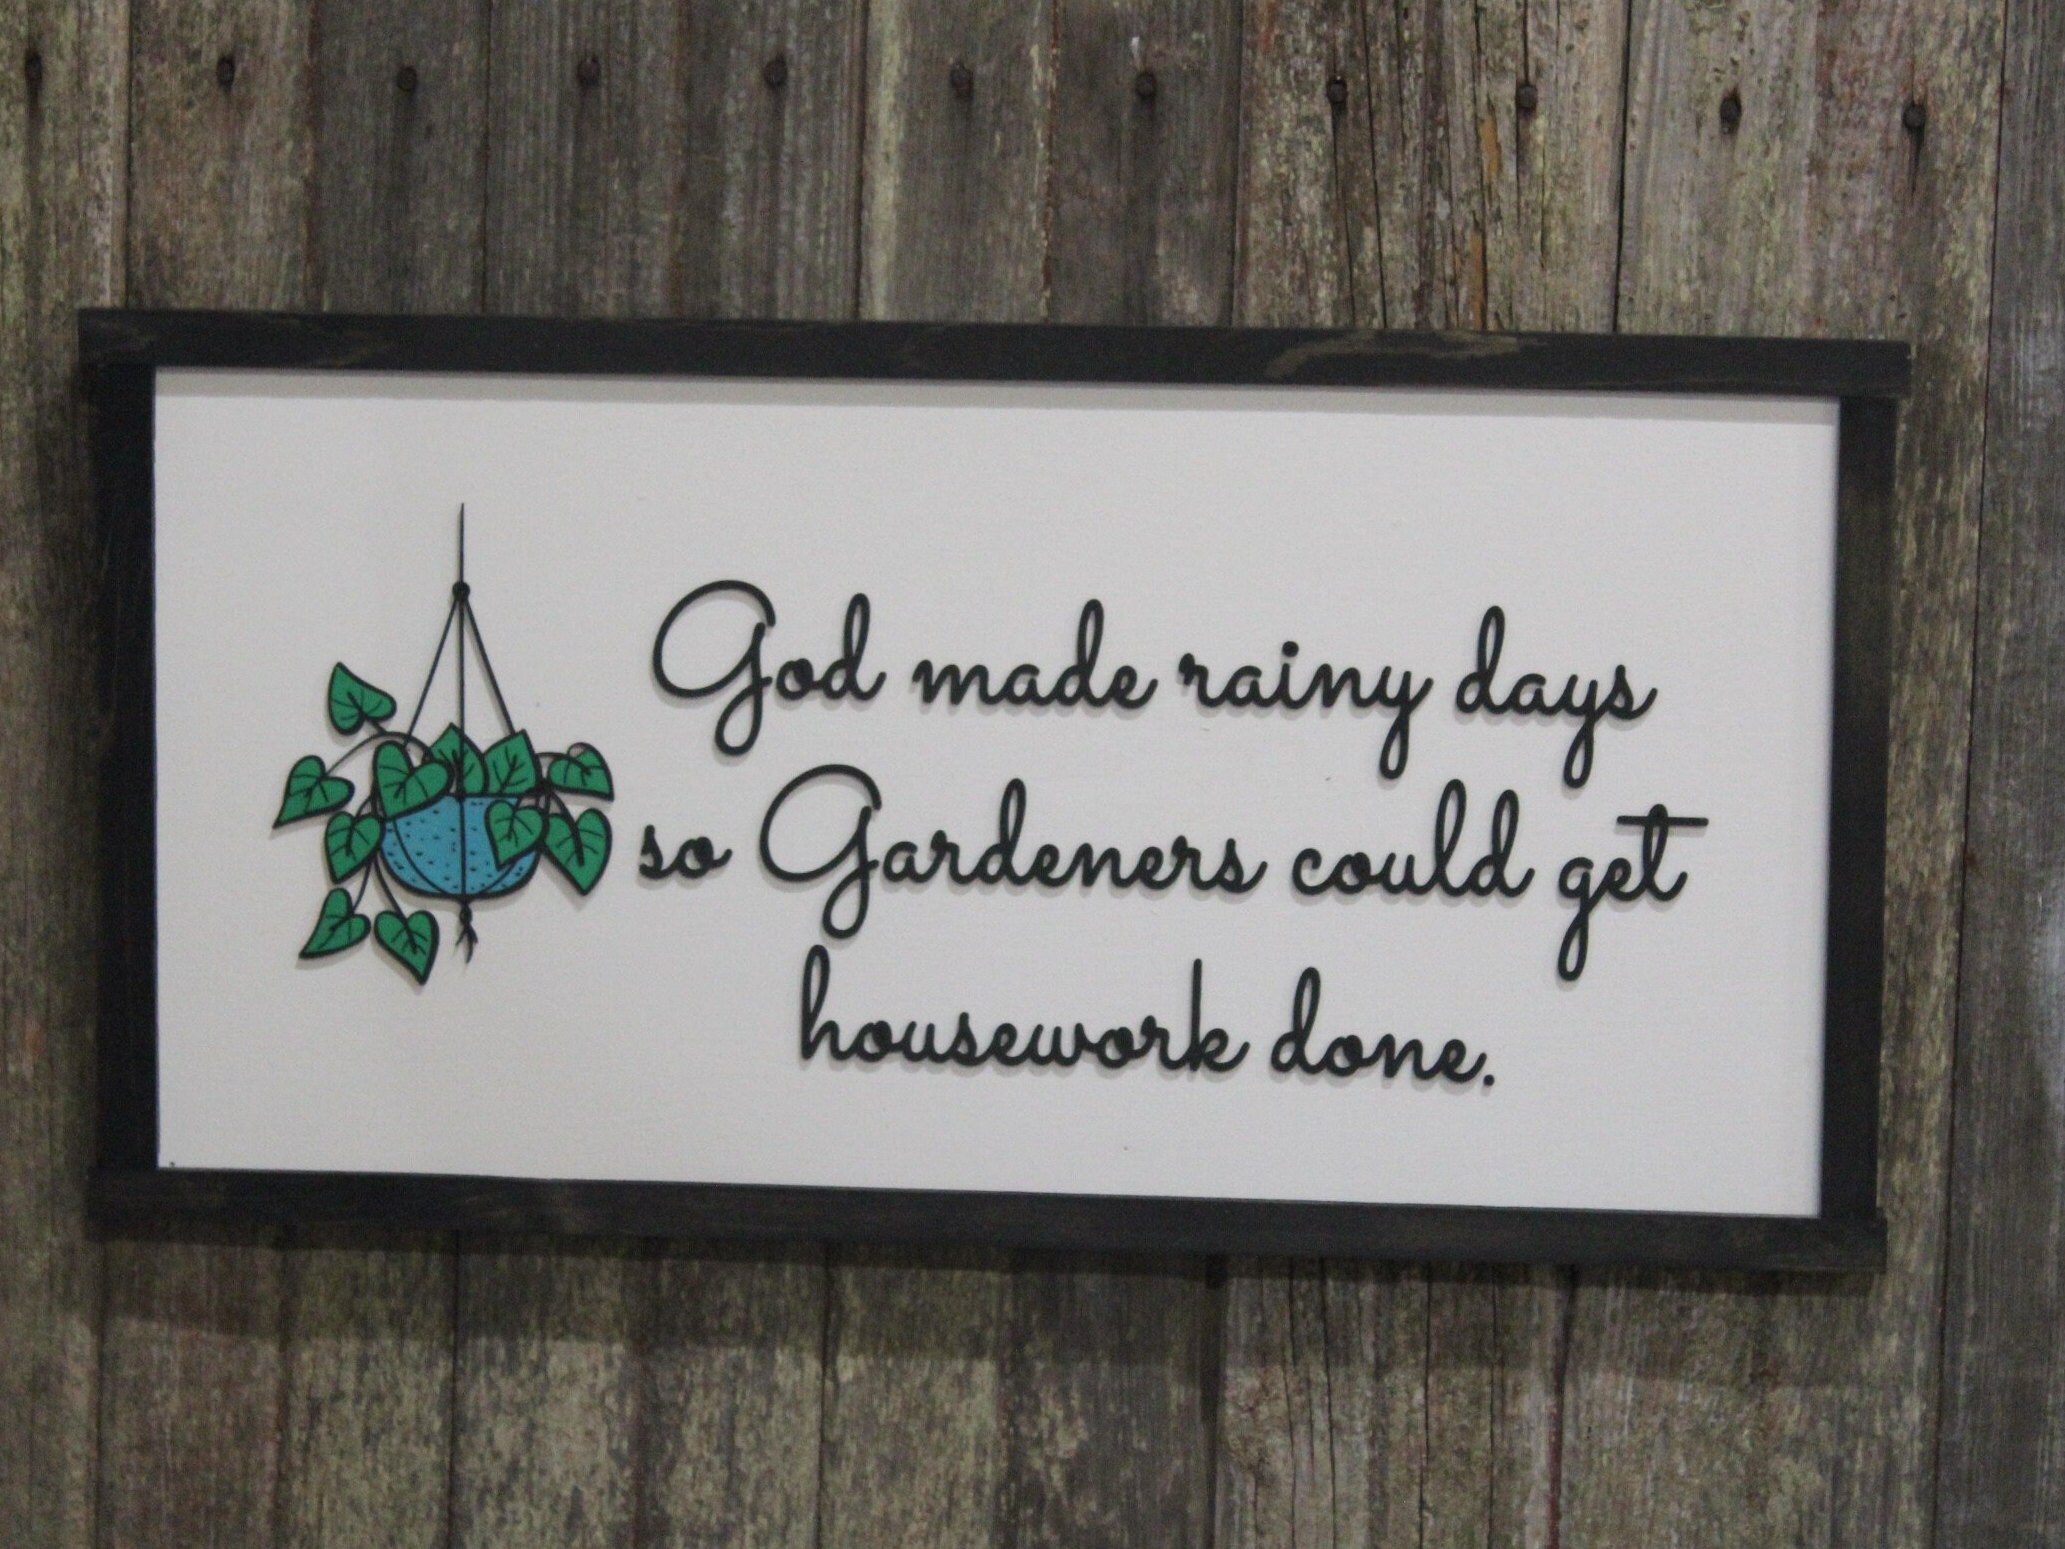 God made rainy days
so Gardeners could get
housework done.